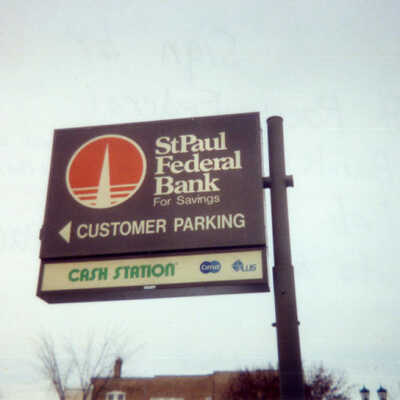 StPaul
Federal
Bank
For Savings
CUSTOMER PARKING
CASH STATION
Cirrus
PLUS